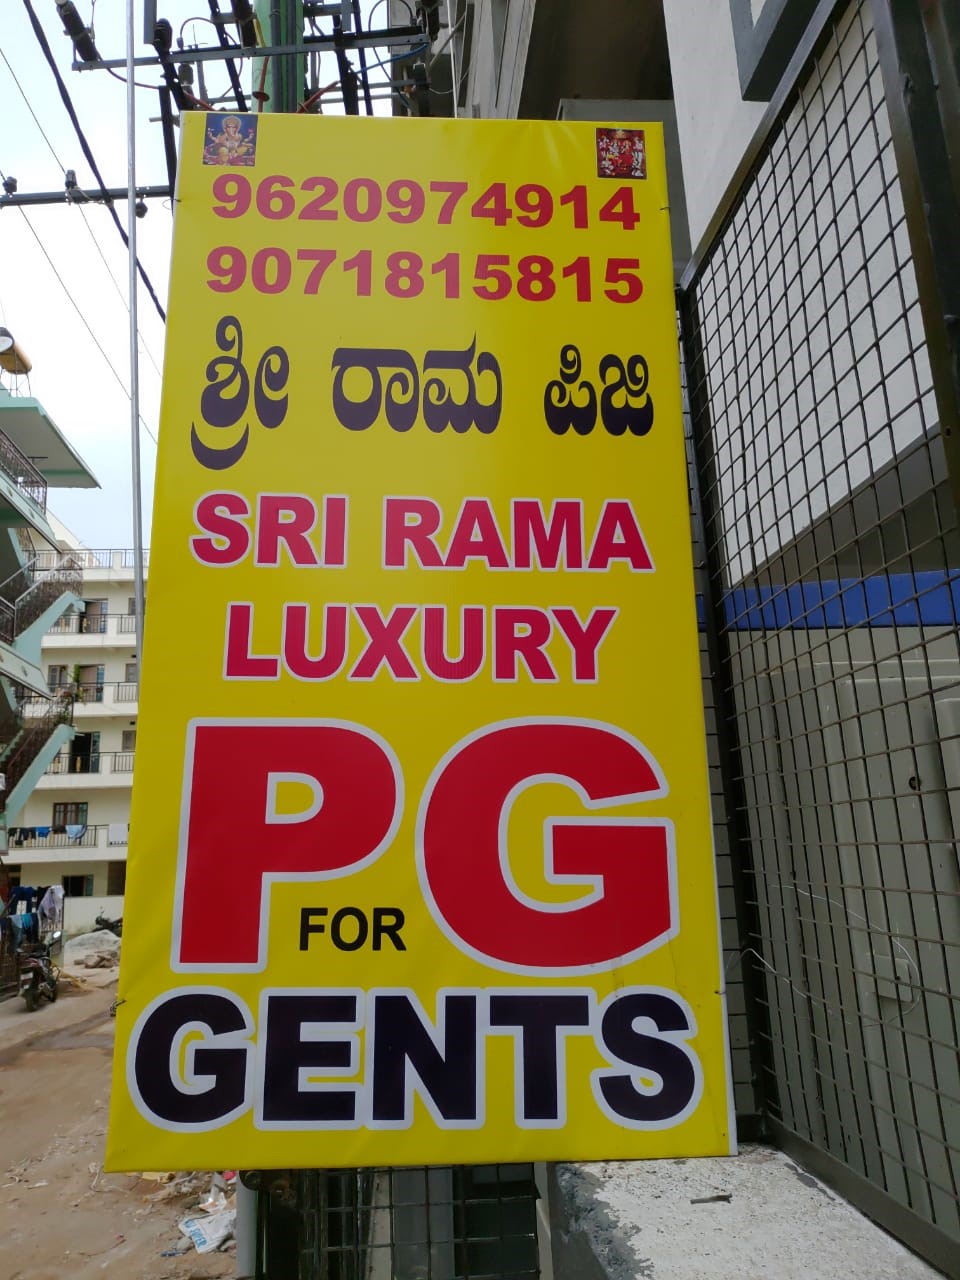 9620974914
9071815815
ಶ್ರೀ ರಾಮ ಪಿಜಿ
SRI RAMA
LUXURY
PG
FOR
GENTS